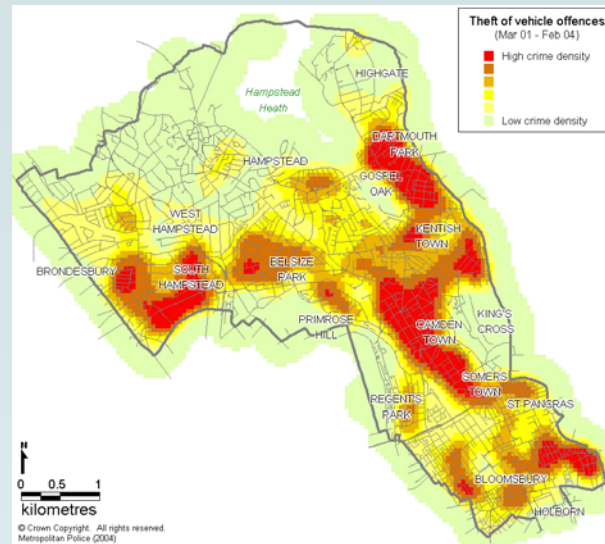 Theft of vehicle offences
(Mar 01 - Feb 04)
High crime density
Low crime density
HIGHGATE
Hampstead
Heath
DARTMOUTH
PARK
HAMPSTEAD
GOSPEL
OAK
WEST
HAMPSTEAD
KENTISH
TOWN
BRONDESBURY
SOUTH
HAMPSTEAD
BELSIZE
PARK
PRIMROSE
HILL
CAMDEN
TOWN
KING'S
CROSS
SOMERS
TOWN
REGENT'S
PARK
ST PANCRAS
BLOOMSBURY
HOLBORN
N
0 0.5 1
kilometres
© Crown Copyright. All rights reserved.
Metropolitan Police (2004)